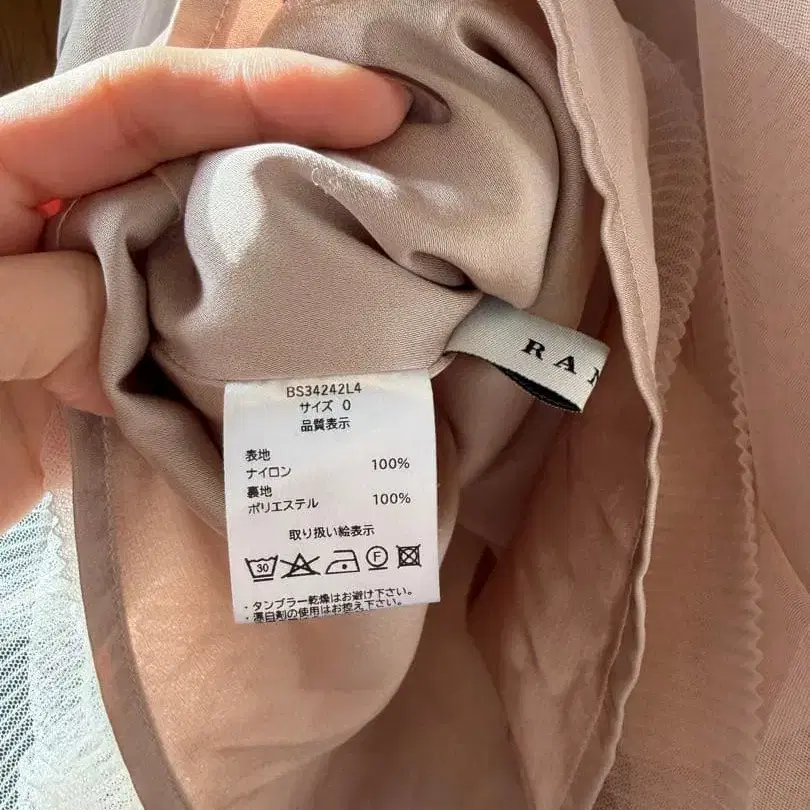 RAN
BS34242L4
サイズ 0
品質表示
表地
ナイロン 100%
裏地
ポリエステル 100%
取り扱い絵表示
30 F
・タンブラー乾燥はお避け下さい。
・漂白剤の使用はお控え下さい。